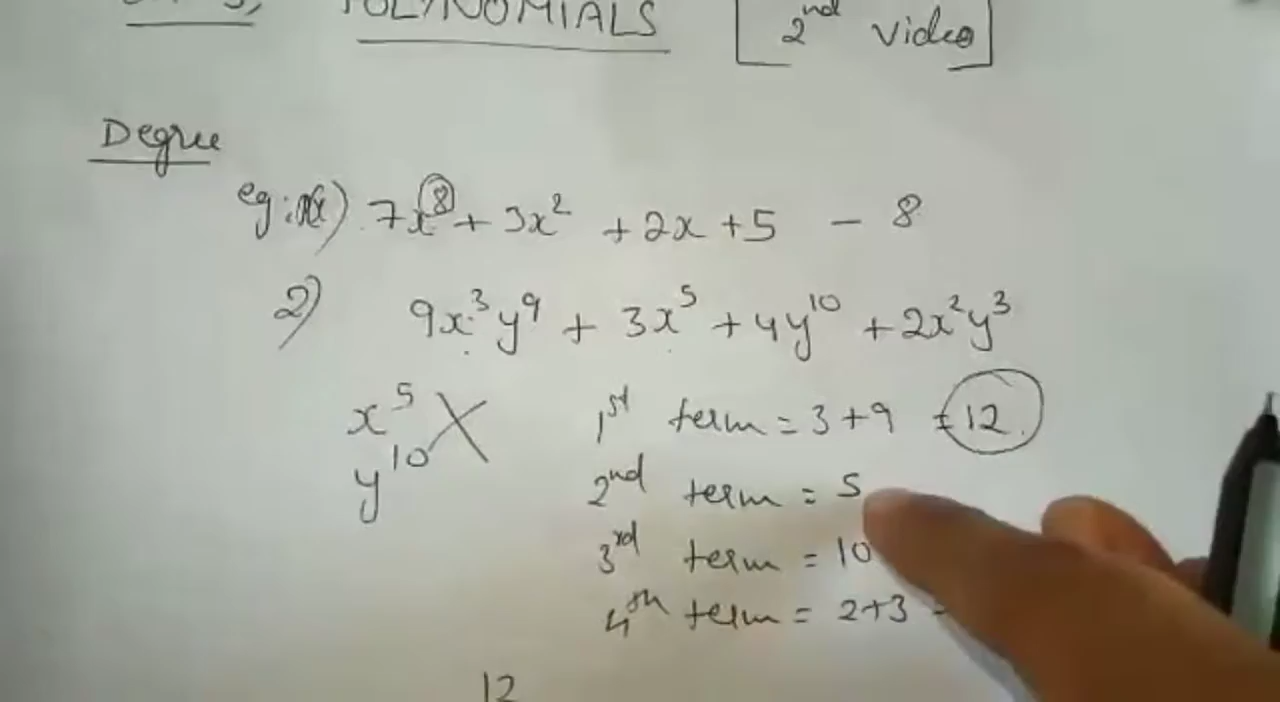 POLYNOMIALS [2nd Video]
Degree
eg: 7x⁸ + 3x² + 2x + 5 - 8
2) 9x³y⁹ + 3x⁵ + 4y¹⁰ + 2x²y³
x⁵
y¹⁰
1st term = 3+9 = 12.
2nd term = 5
3rd term = 10
4th term = 2+3 =
12